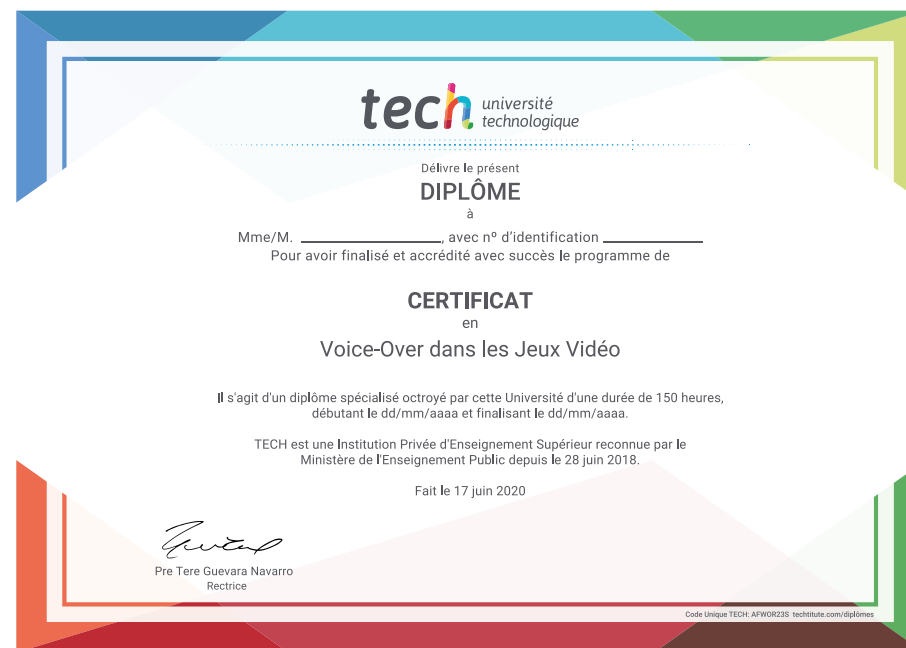 tech université
technologique
Délivre le présent
DIPLÔME
à
Mme/M. ____________________, avec nº d'identification ______________
Pour avoir finalisé et accrédité avec succès le programme de
CERTIFICAT
en
Voice-Over dans les Jeux Vidéo
Il s'agit d'un diplôme spécialisé octroyé par cette Université d'une durée de 150 heures,
débutant le dd/mm/aaaa et finalisant le dd/mm/aaaa.
TECH est une Institution Privée d'Enseignement Supérieur reconnue par le
Ministère de l'Enseignement Public depuis le 28 juin 2018.
Fait le 17 juin 2020
Pre Tere Guevara Navarro
Rectrice
Code Unique TECH: AFWOR23S techtitute.com/diplômes